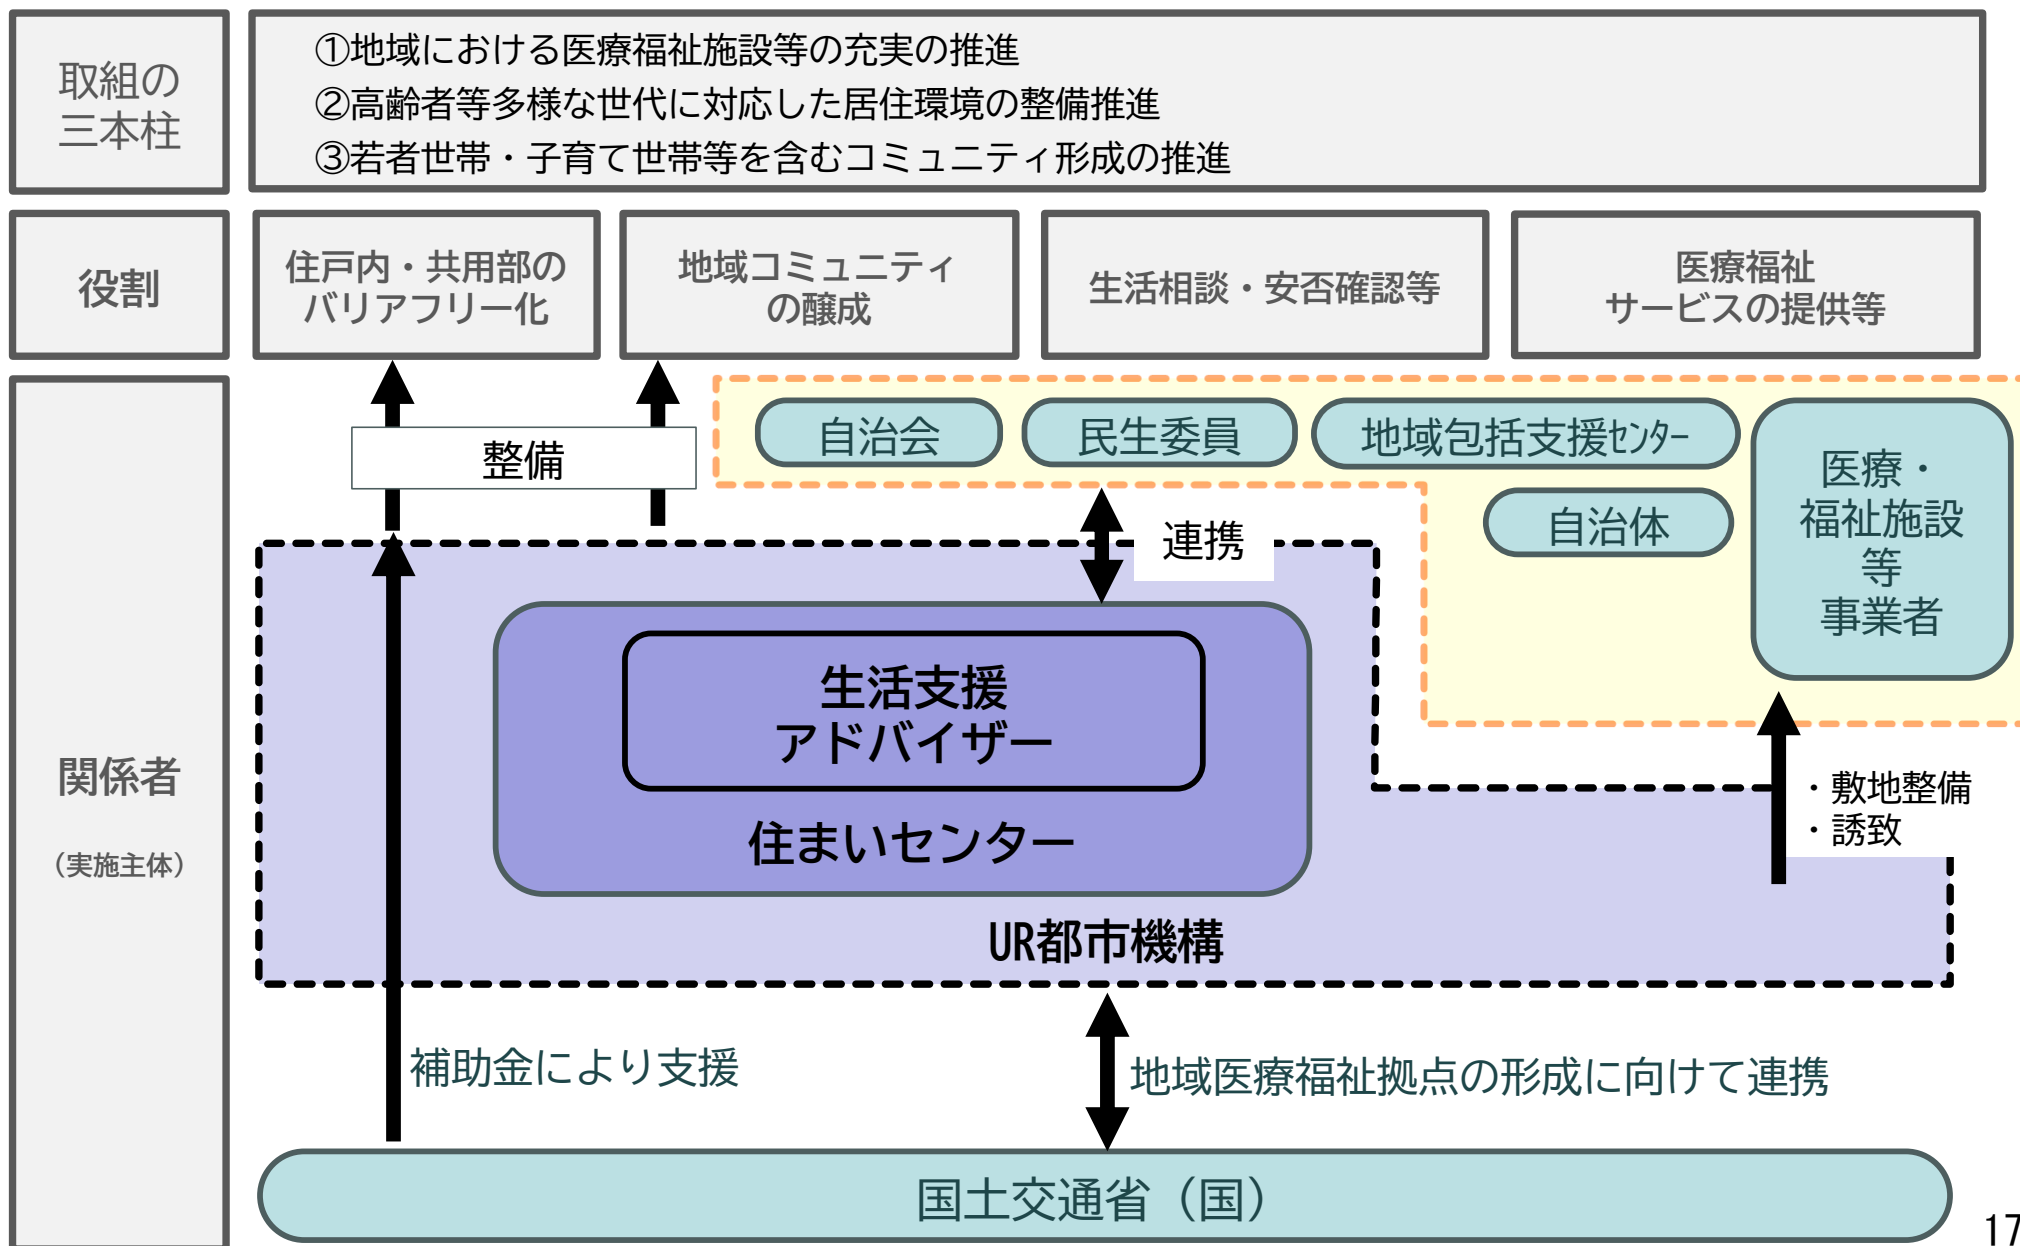 取組の
三本柱
①地域における医療福祉施設等の充実の推進
②高齢者等多様な世代に対応した居住環境の整備推進
③若者世帯・子育て世帯等を含むコミュニティ形成の推進
役割
住戸内・共用部の
バリアフリー化
地域コミュニティ
の醸成
生活相談・安否確認等
医療福祉
サービスの提供等
関係者
（実施主体）
整備
自治会
民生委員
地域包括支援ｾﾝﾀｰ
自治体
医療・
福祉施設
等
事業者
連携
生活支援
アドバイザー
住まいセンター
UR都市機構
・敷地整備
・誘致
補助金により支援
地域医療福祉拠点の形成に向けて連携
国土交通省（国）
17